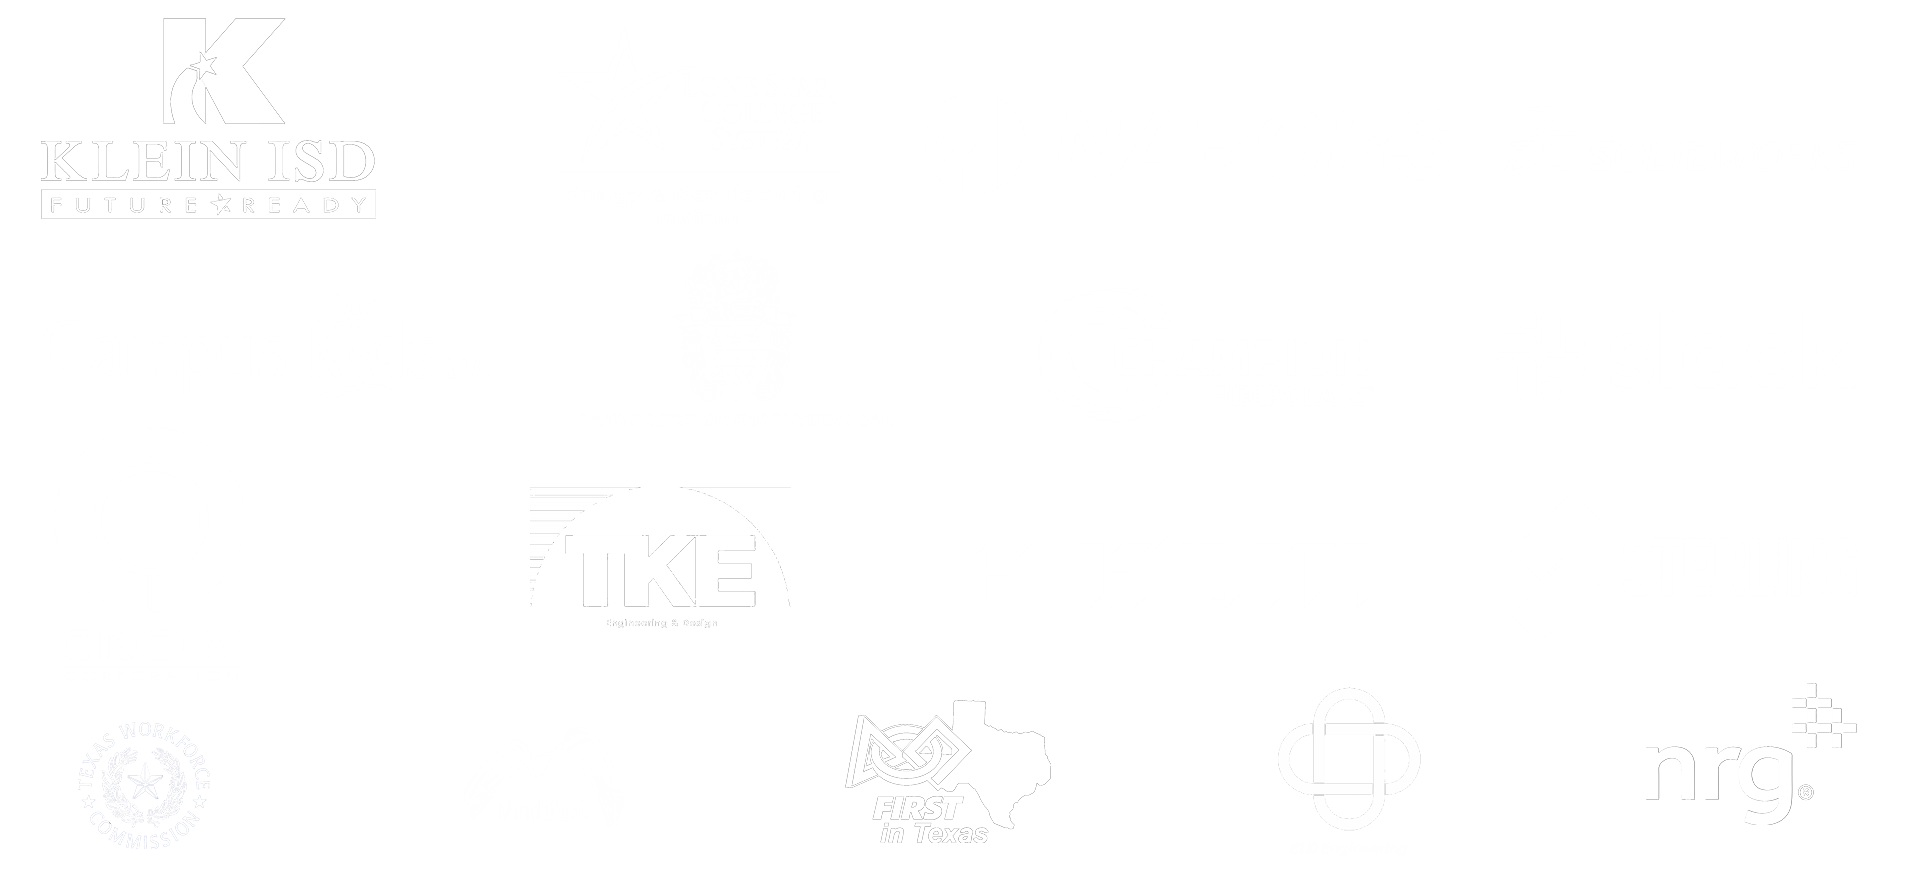 KLEIN ISD
FUTURE READY
TKE
Engineering & Design
TEXAS WORKFORCE
COMMISSION
FIRST
in Texas
nrg®